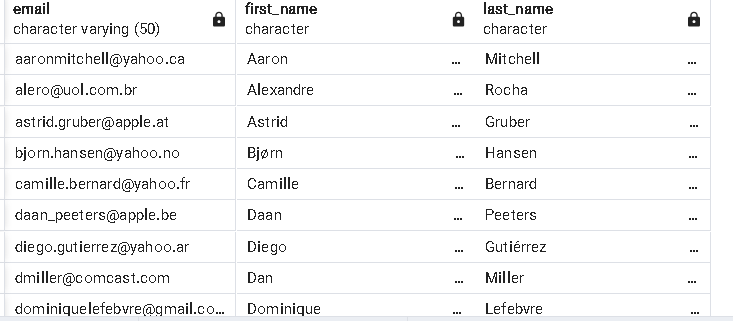 email first_name last_name
character varying (50) character character
aaronmitchell@yahoo.ca Aaron ... Mitchell ...
alero@uol.com.br Alexandre ... Rocha ...
astrid.gruber@apple.at Astrid ... Gruber ...
bjorn.hansen@yahoo.no Bjørn ... Hansen ...
camille.bernard@yahoo.fr Camille ... Bernard ...
daan_peeters@apple.be Daan ... Peeters ...
diego.gutierrez@yahoo.ar Diego ... Gutiérrez ...
dmiller@comcast.com Dan ... Miller ...
dominiquelefebvre@gmail.co... Dominique ... Lefebvre ...